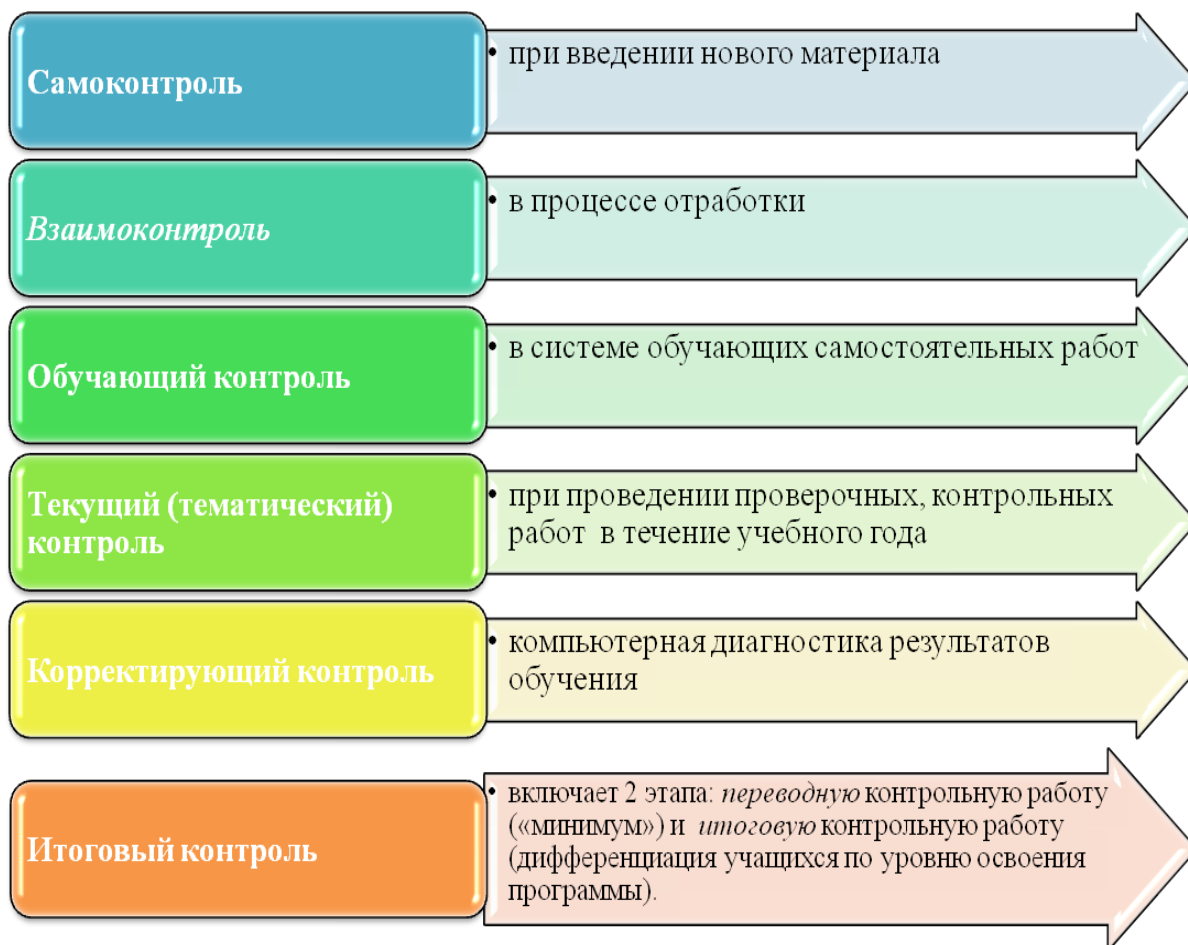 Самоконтроль
• при введении нового материала
Взаимоконтроль
• в процессе отработки
Обучающий контроль
• в системе обучающих самостоятельных работ
Текущий (тематический)
контроль
• при проведении проверочных, контрольных
работ в течение учебного года
Корректирующий контроль
• компьютерная диагностика результатов
обучения
Итоговый контроль
• включает 2 этапа: переводную контрольную работу
(«минимум») и итоговую контрольную работу
(дифференциация учащихся по уровню освоения
программы).